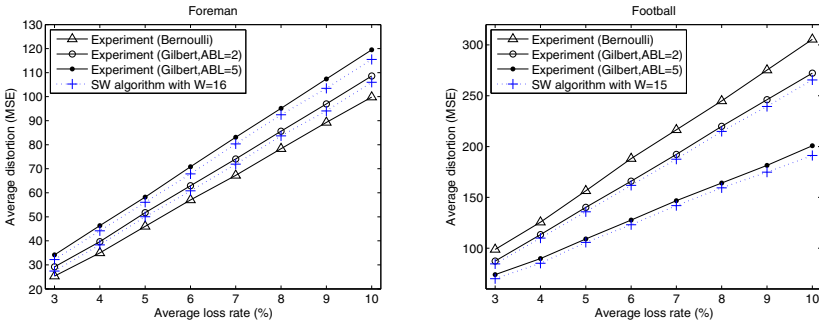 Foreman
130
120
110
100
90
80
70
60
50
40
30
20
Average distortion (MSE)
Experiment (Bernoulli)
Experiment (Gilbert,ABL=2)
Experiment (Gilbert,ABL=5)
SW algorithm with W=16
3 4 5 6 7 8 9 10
Average loss rate (%)
Football
300
250
200
150
100
Average distortion (MSE)
Experiment (Bernoulli)
Experiment (Gilbert,ABL=2)
Experiment (Gilbert,ABL=5)
SW algorithm with W=15
3 4 5 6 7 8 9 10
Average loss rate (%)